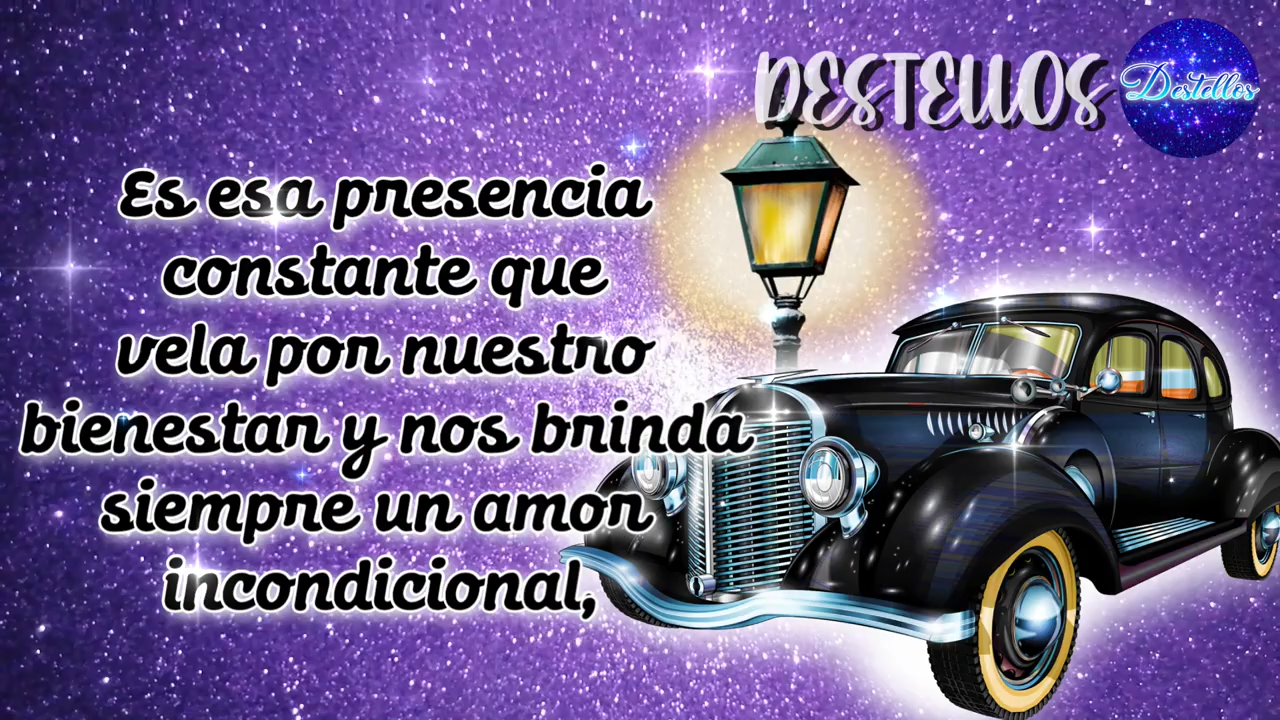 DESTELLOS
Destellos
Es esa presencia
constante que
vela por nuestro
bienestar y nos brinda
siempre un amor
incondicional,